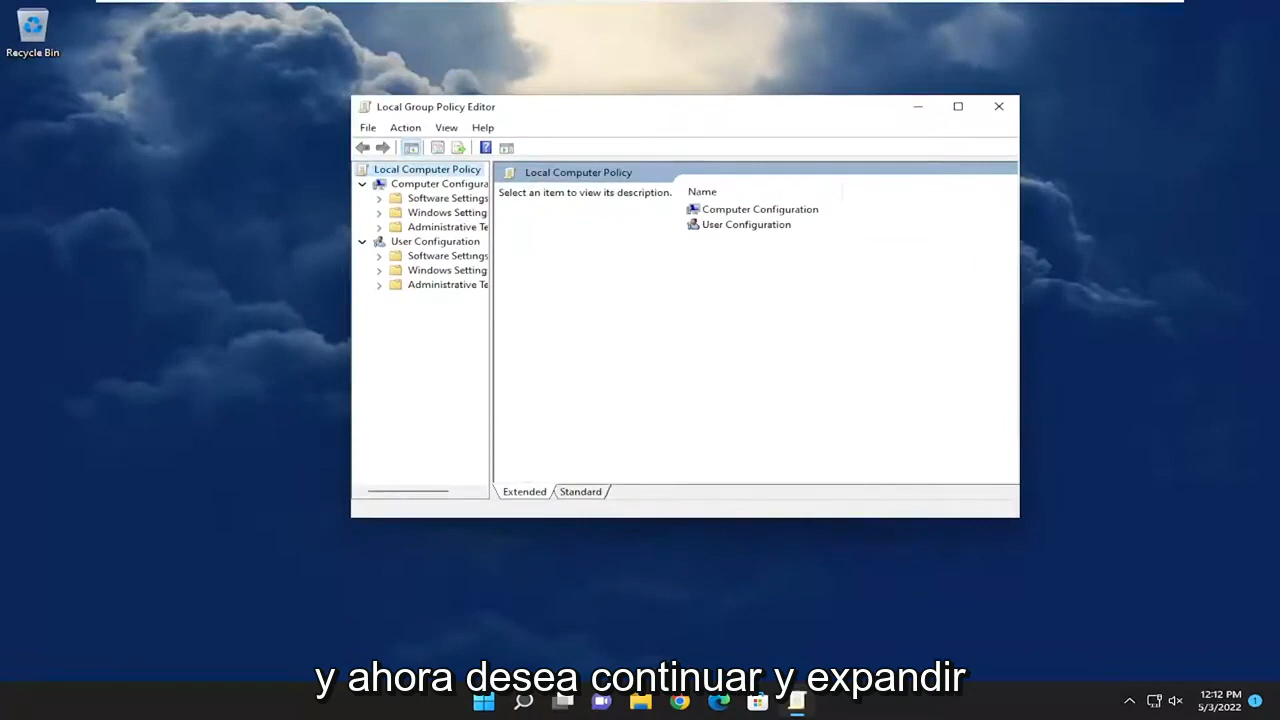 Recycle Bin
Local Group Policy Editor
File Action View Help
Local Computer Policy
Computer Configura
Software Settings
Windows Setting
Administrative Te
User Configuration
Software Settings
Windows Setting
Administrative Te
Local Computer Policy
Select an item to view its description.
Name
Computer Configuration
User Configuration
Extended Standard
y ahora desea continuar y expandir
12:12 PM
5/3/2022
1